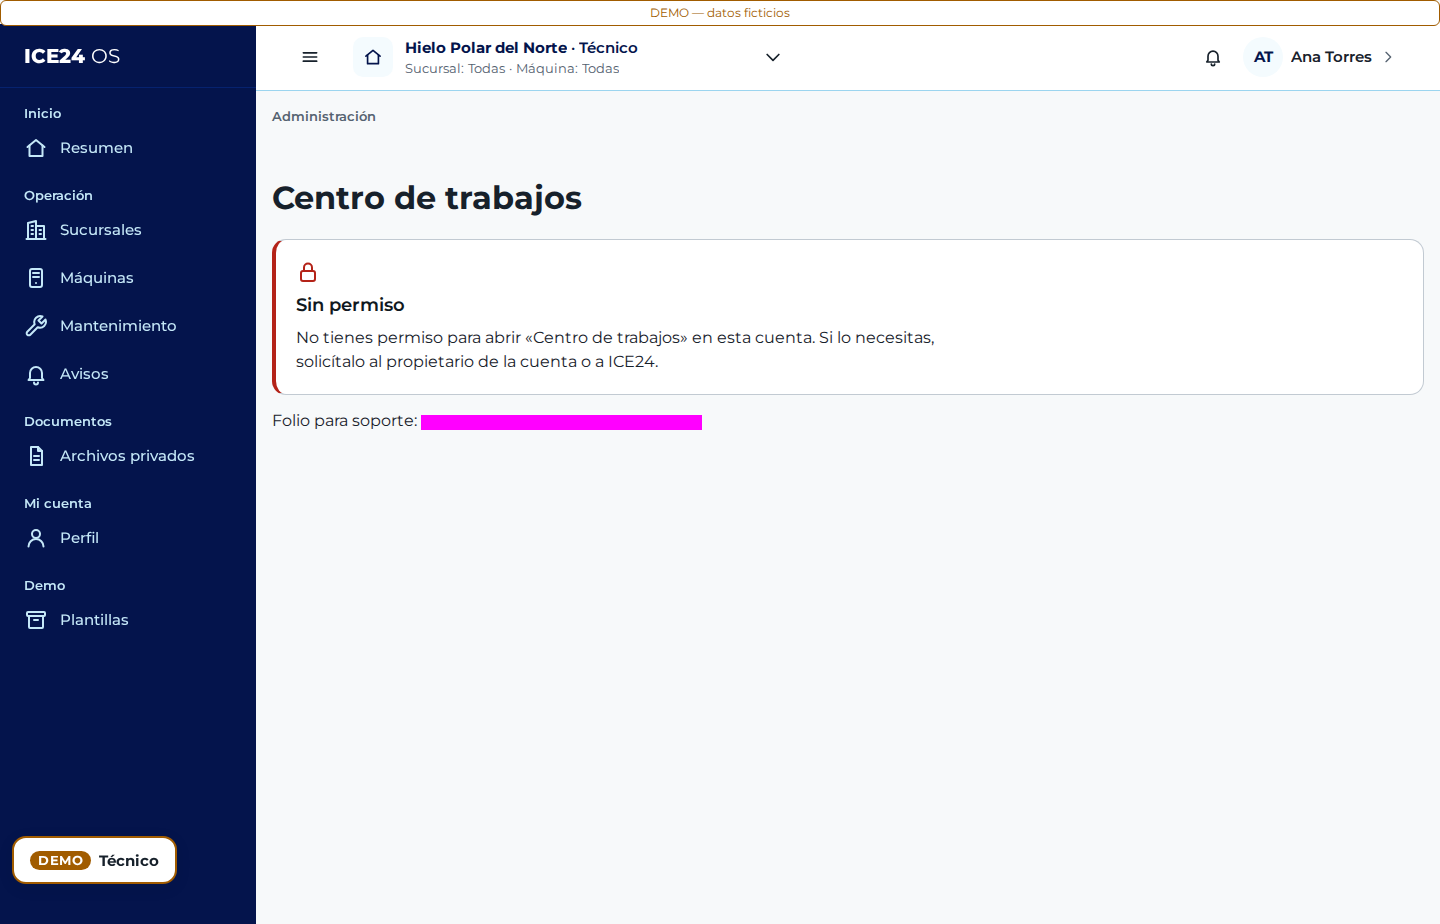 DEMO — datos ficticios
ICE24 OS
Inicio
Resumen
Operación
Sucursales
Máquinas
Mantenimiento
Avisos
Documentos
Archivos privados
Mi cuenta
Perfil
Demo
Plantillas
DEMO Técnico
Hielo Polar del Norte · Técnico
Sucursal: Todas · Máquina: Todas
AT Ana Torres
Administración
Centro de trabajos
Sin permiso
No tienes permiso para abrir «Centro de trabajos» en esta cuenta. Si lo necesitas,
solicítalo al propietario de la cuenta o a ICE24.
Folio para soporte: